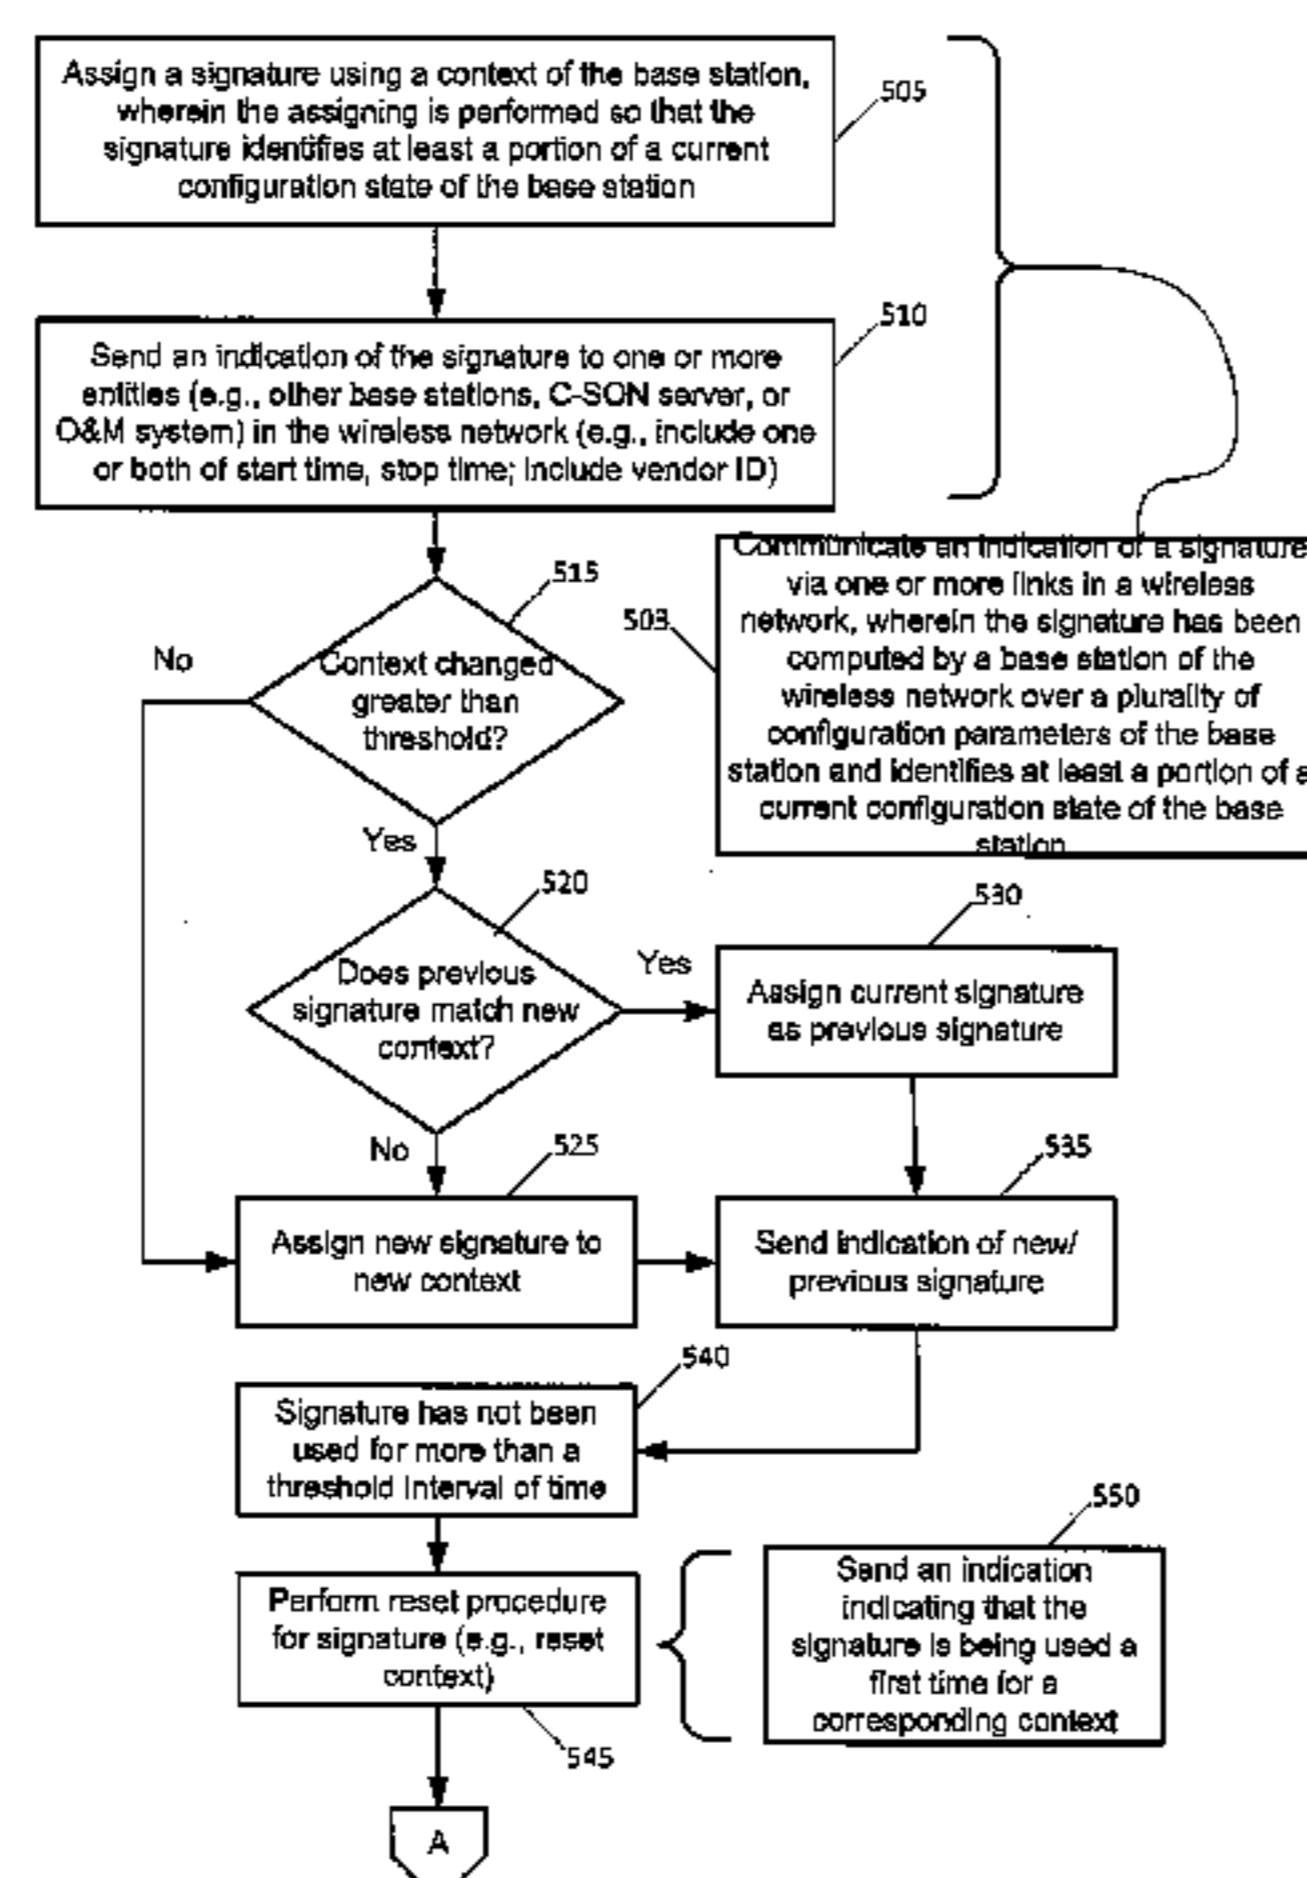 Assign a signature using a context of the base station,
wherein the assigning is performed so that the
signature identifies at least a portion of a current
configuration state of the base station
505
Send an indication of the signature to one or more
entities (e.g., other base stations, C-SON server, or
O&M system) in the wireless network (e.g., include one
or both of start time, stop time; include vendor ID)
510
Communicate an indication of a signature
via one or more links in a wireless
network, wherein the signature has been
computed by a base station of the
wireless network over a plurality of
configuration parameters of the base
station and identifies at least a portion of a
current configuration state of the base
station
503
515
Context changed
greater than
threshold?
No
Yes
520
Does previous
signature match new
context?
Yes
530
Assign current signature
as previous signature
No
525
Assign new signature to
new context
535
Send indication of new/
previous signature
540
Signature has not been
used for more than a
threshold interval of time
Perform reset procedure
for signature (e.g., reset
context)
545
550
Send an indication
indicating that the
signature is being used a
first time for a
corresponding context
A